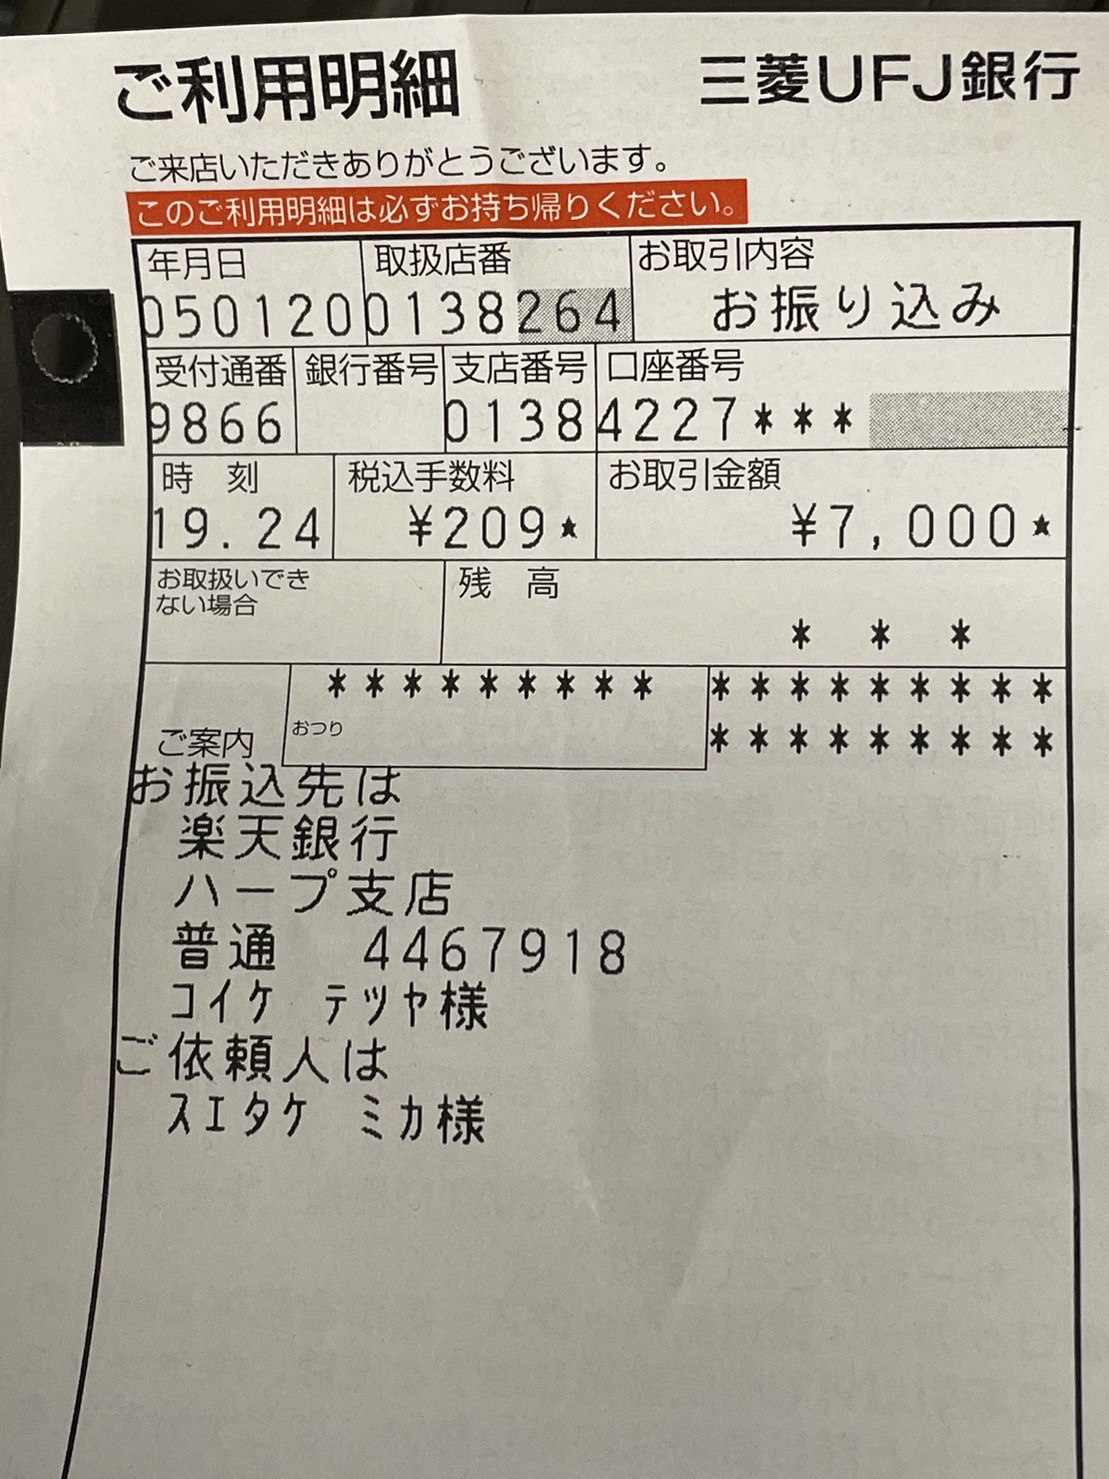 ご利用明細 三菱UFJ銀行
ご来店いただきありがとうございます。
このご利用明細は必ずお持ち帰りください。
年月日 取扱店番 お取引内容
050120 0138264 お振り込み
受付通番 銀行番号 支店番号 口座番号
9866 0138 4227***
時刻 税込手数料 お取引金額
19.24 ¥209* ¥7,000*
お取扱いでき 残高
ない場合
* * *
********* *********
おつり *********
ご案内
お振込先は
楽天銀行
ハープ支店
普通 4467918
コイケ テツヤ様
ご依頼人は
スエタケ ミカ様